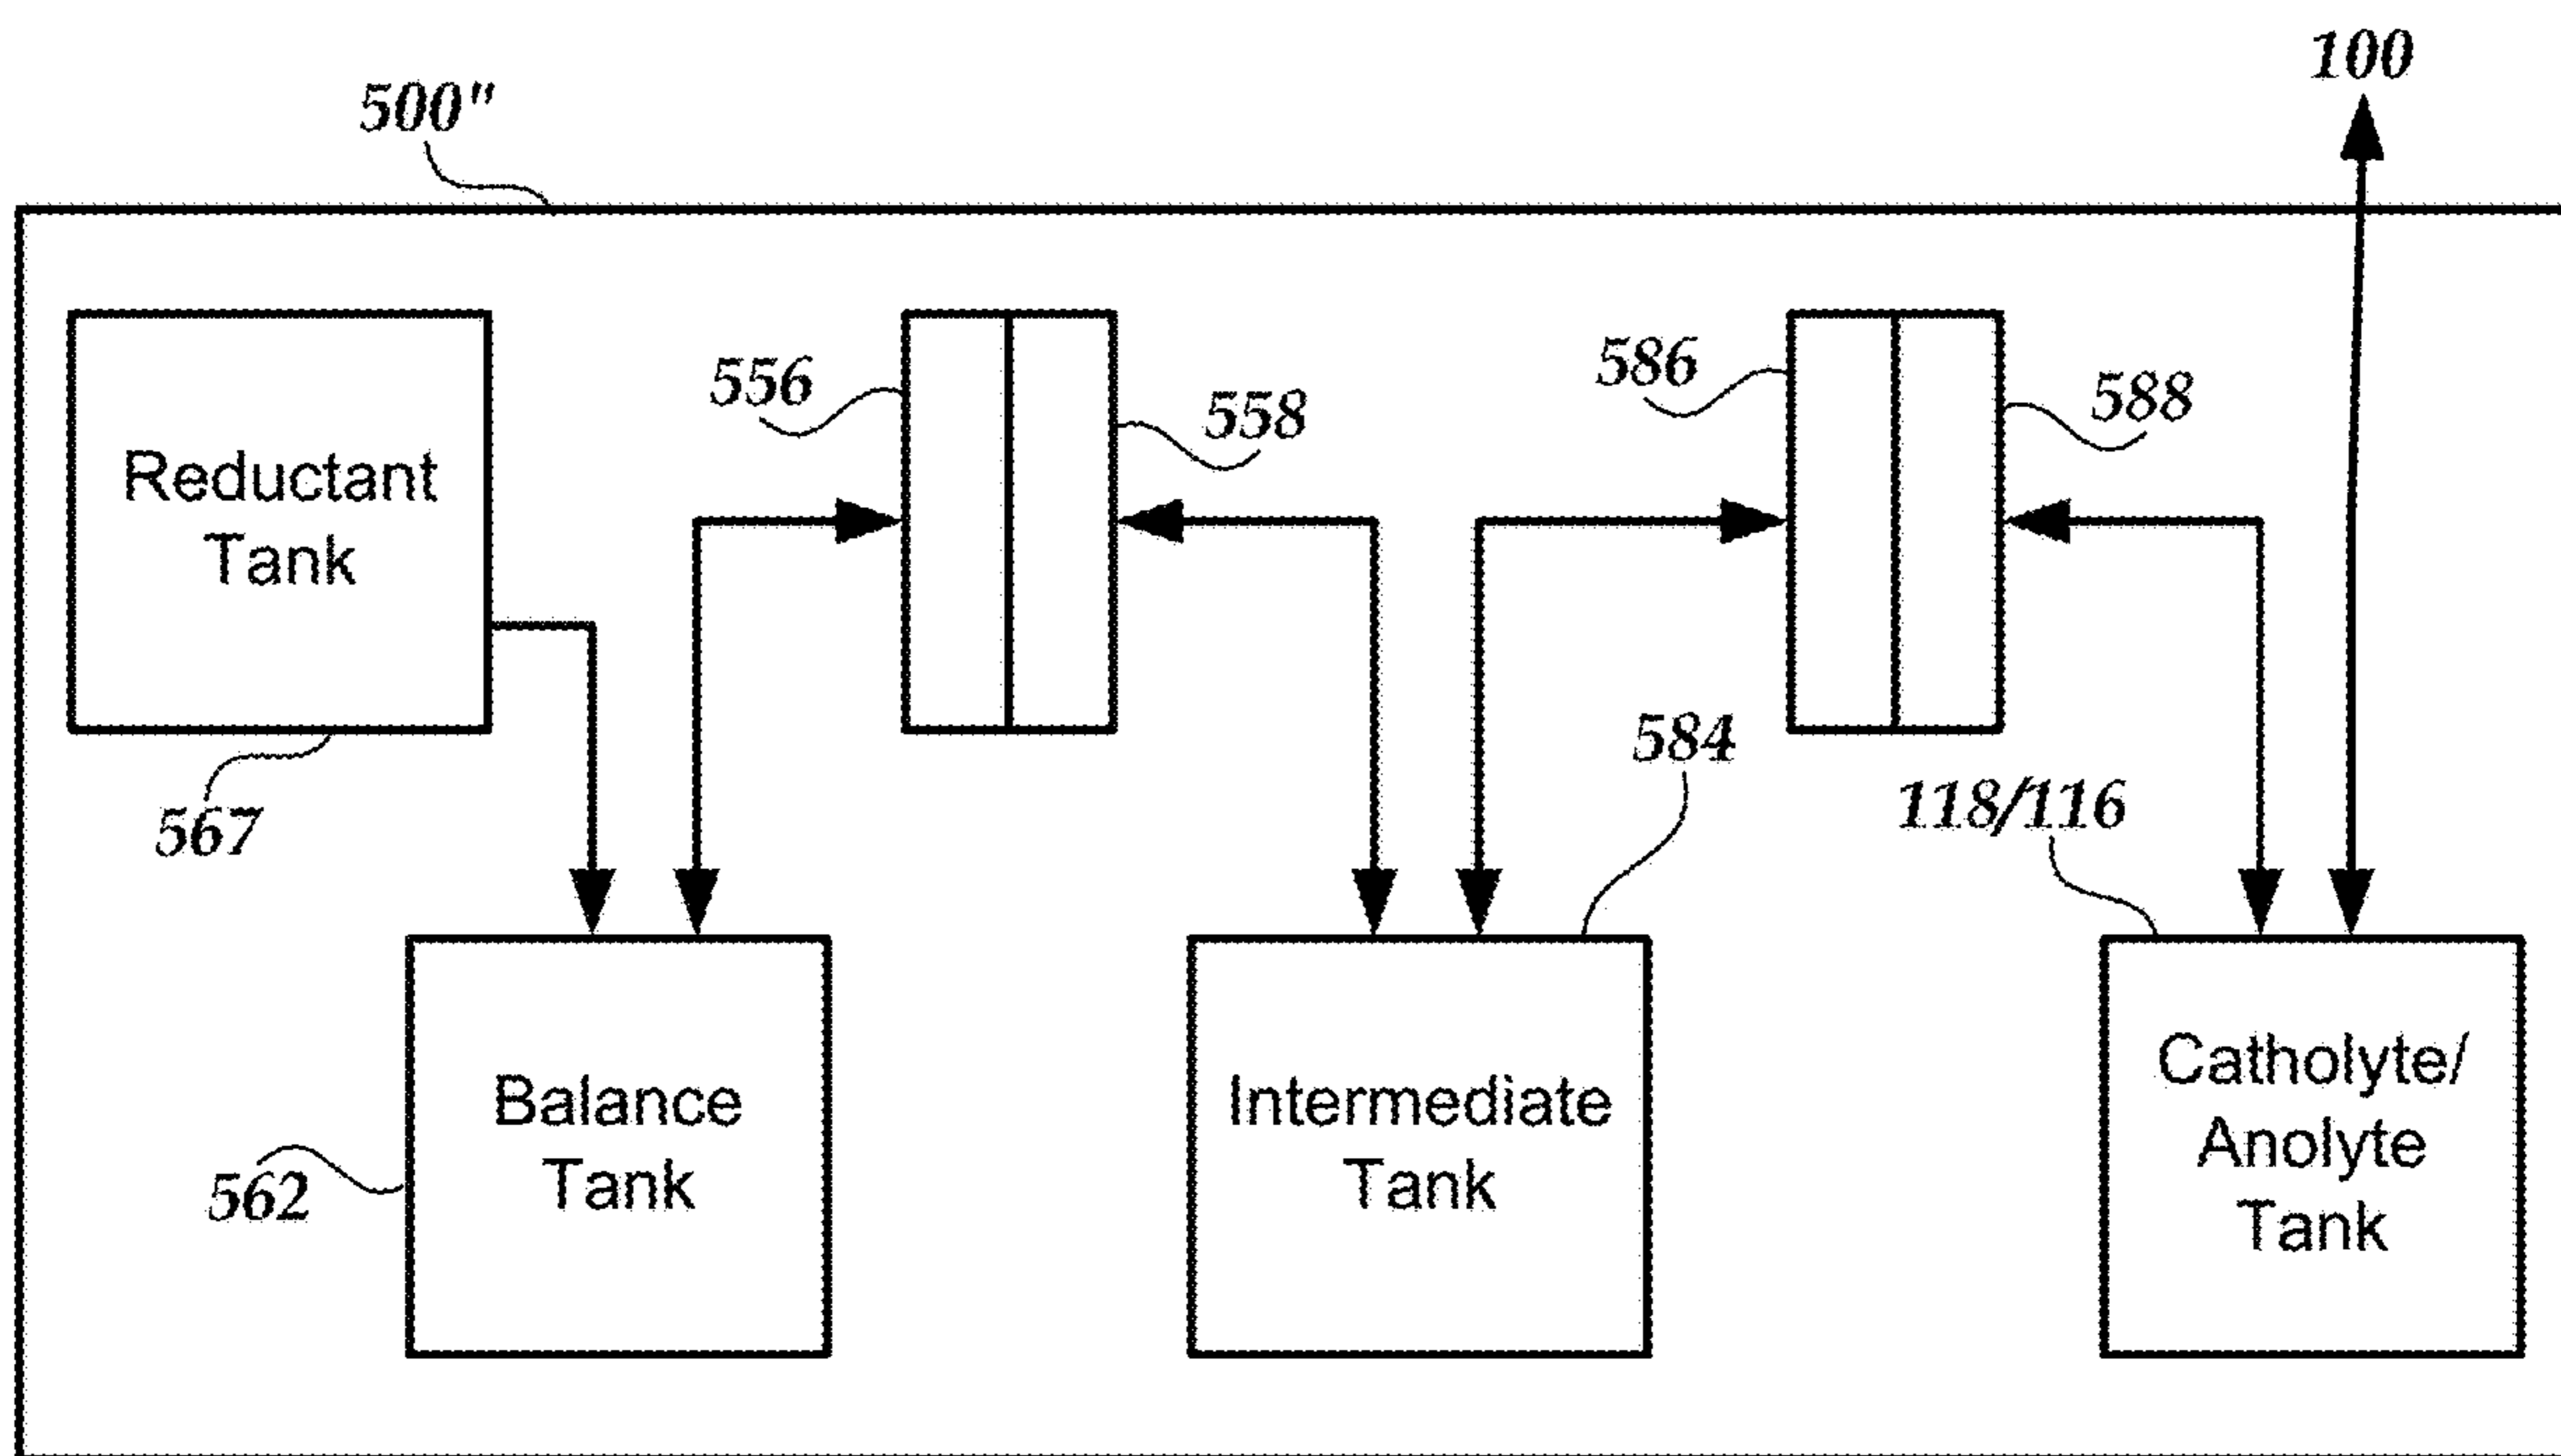 100
500"
556
558
586
588
Reductant
Tank
567
584
118/116
562
Balance
Tank
Intermediate
Tank
Catholyte/
Anolyte
Tank